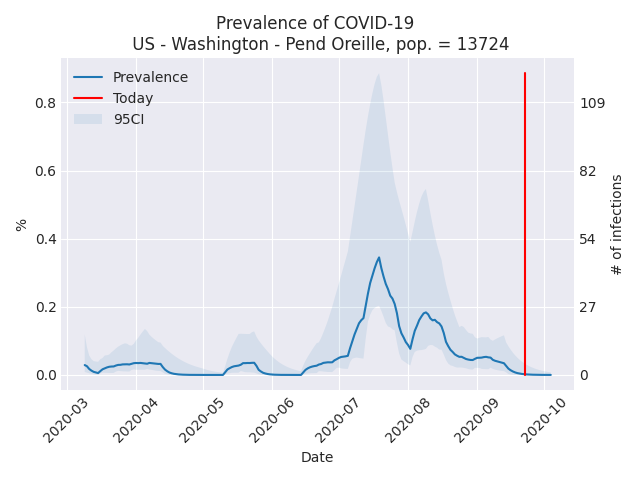 Prevalence of COVID-19
US - Washington - Pend Oreille, pop. = 13724
Prevalence
Today
95CI
0.8
0.6
0.4
0.2
0.0
%
109
82
54
27
0
# of infections
2020-03
2020-04
2020-05
2020-06
2020-07
2020-08
2020-09
2020-10
Date